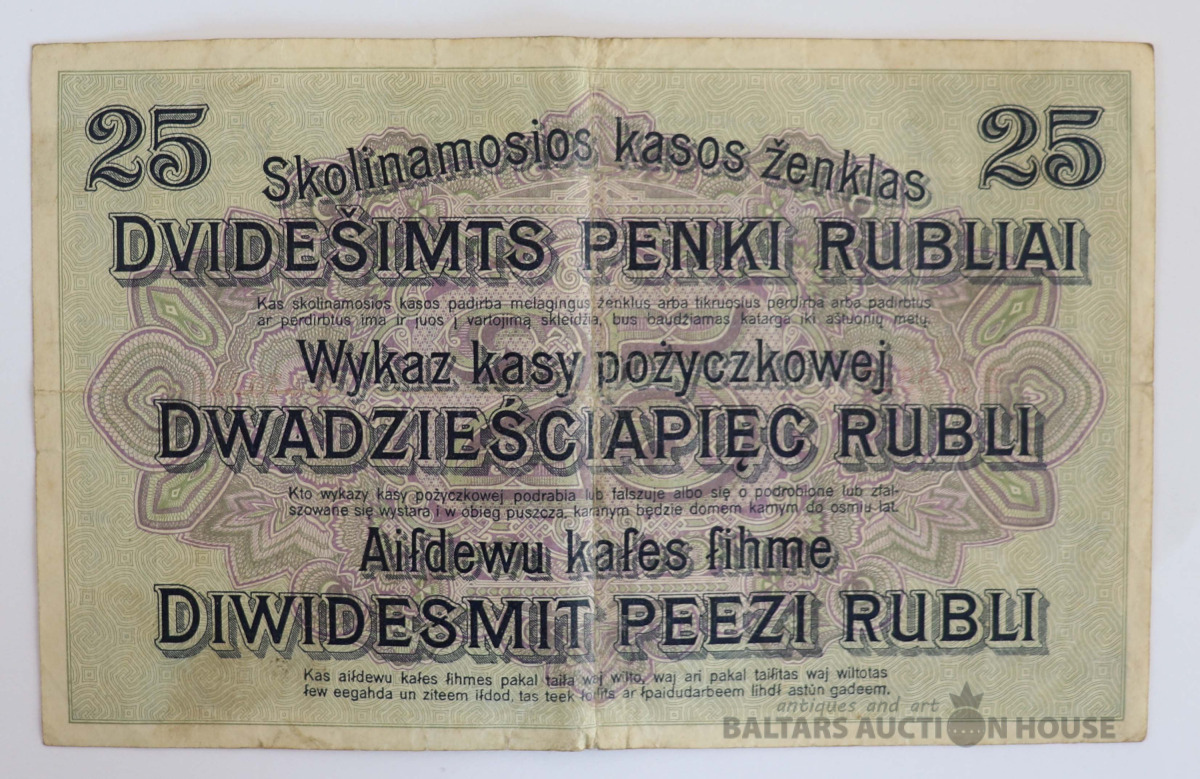 25 25
Skolinamosios kasos ženklas
DVIDEŠIMTS PENKI RUBLIAI
Kas skolinamosios kasos padirba melagingus ženklus arba tikruosius perdirba arba padirbtus
ar perdirbtus ima ir juos į vartojimą skleidžia, bus baudžiamas katarga iki aštuonių metų.
Wykaz kasy pożyczkowej
DWADZIEŚCIAPIĘC RUBLI
Kto wykazy kasy pożyczkowej podrabia lub falszuje albo się o podrobione lub zfal-
szowane się wystara i w obieg puszcza, karanym będzie domem karnym do osmiu lat.
Aiſdewu kaſes ſihme
DIWIDESMIT PEEZI RUBLI
Kas aiſdewu kaſes ſihmes pakal taiſa waj wilto, waj ari pakal taiſitas waj wiltotas
ſew eegahda un ziteem iſdod, tas teek ſodits ar ſpaidudarbeem lihdſ astūn gadeem.
antiques and art
BALTARS AUCTION HOUSE